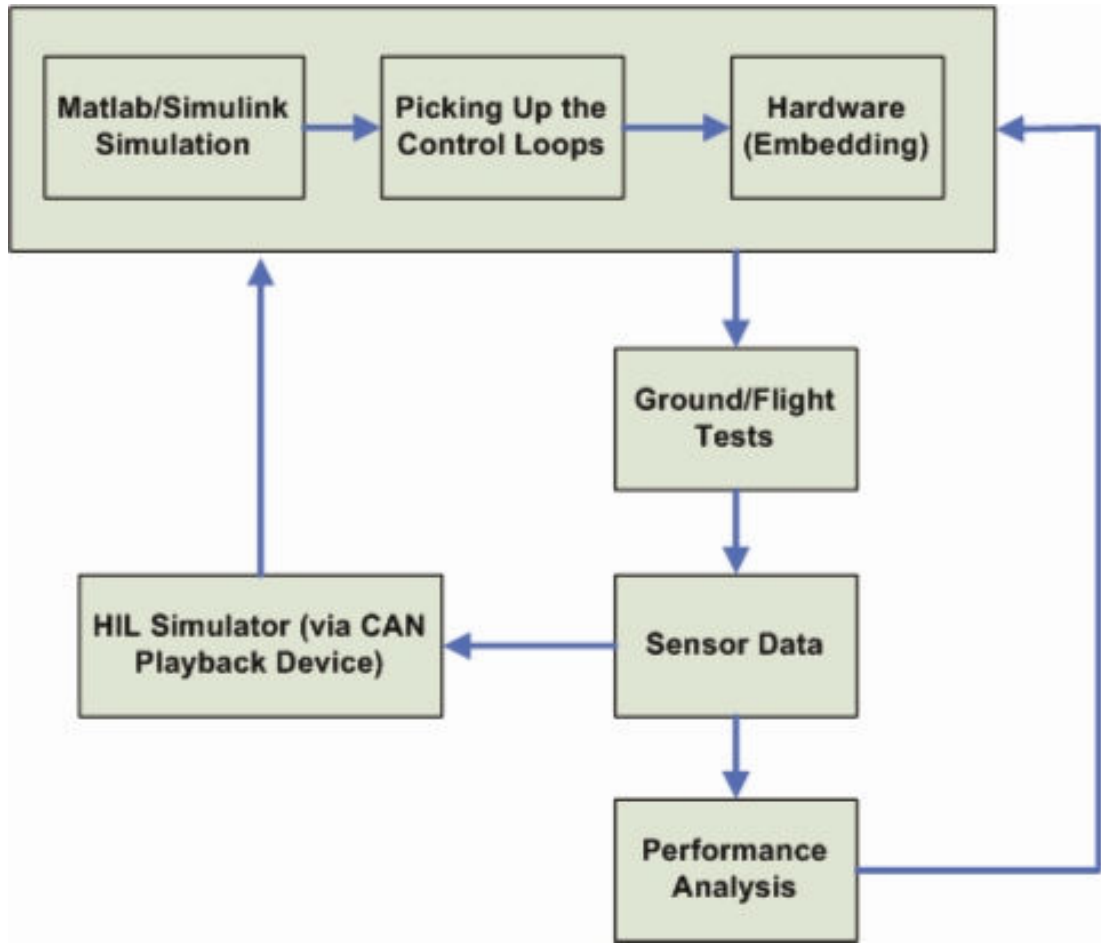 Matlab/Simulink
Simulation
Picking Up the
Control Loops
Hardware
(Embedding)
Ground/Flight
Tests
HIL Simulator (via CAN
Playback Device)
Sensor Data
Performance
Analysis